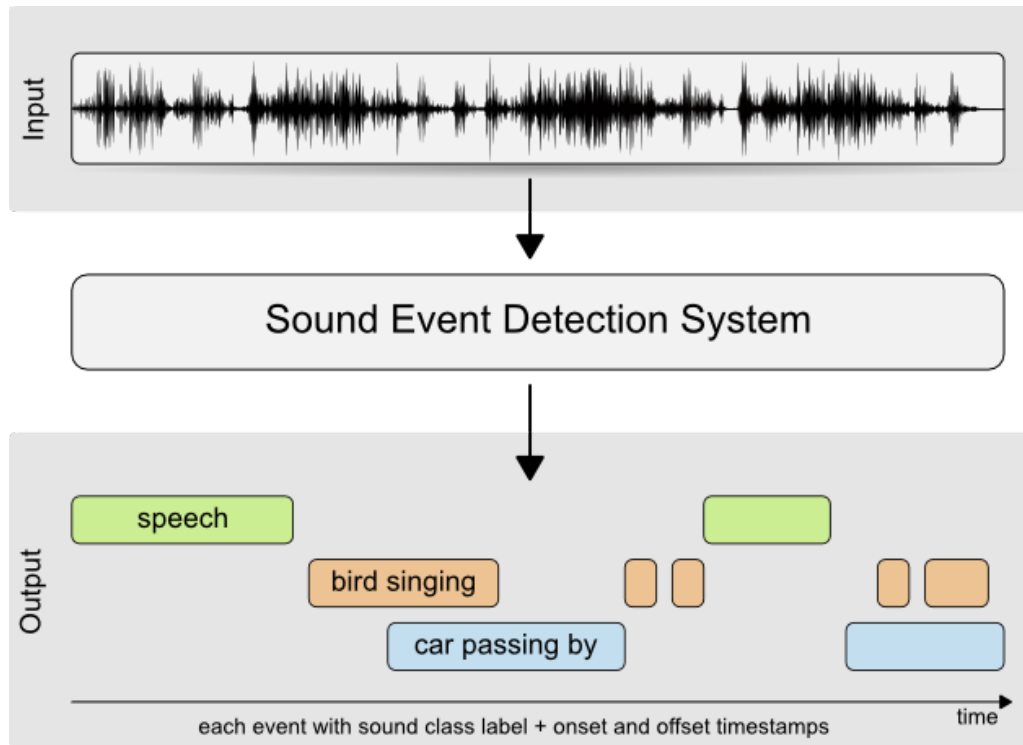 Input
Sound Event Detection System
Output
speech
bird singing
car passing by
time
each event with sound class label + onset and offset timestamps